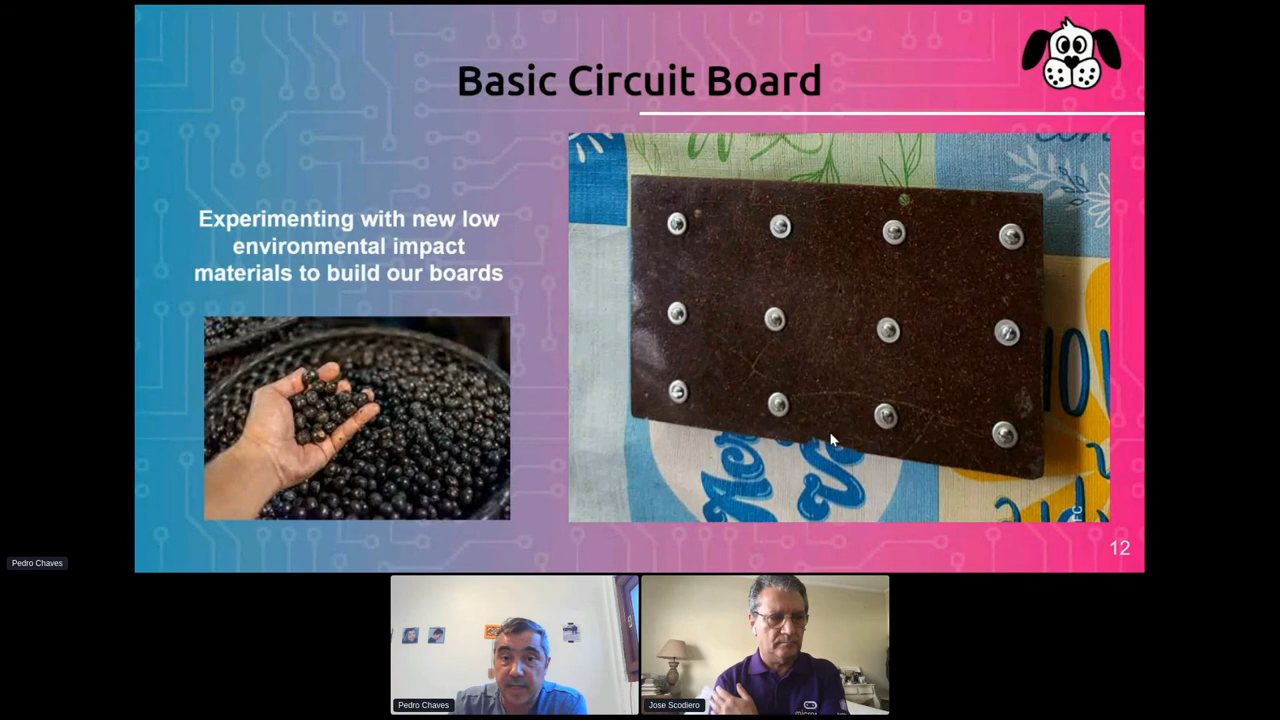 Basic Circuit Board
Experimenting with new low
environmental impact
materials to build our boards
12
Pedro Chaves
Pedro Chaves
Jose Scodiero